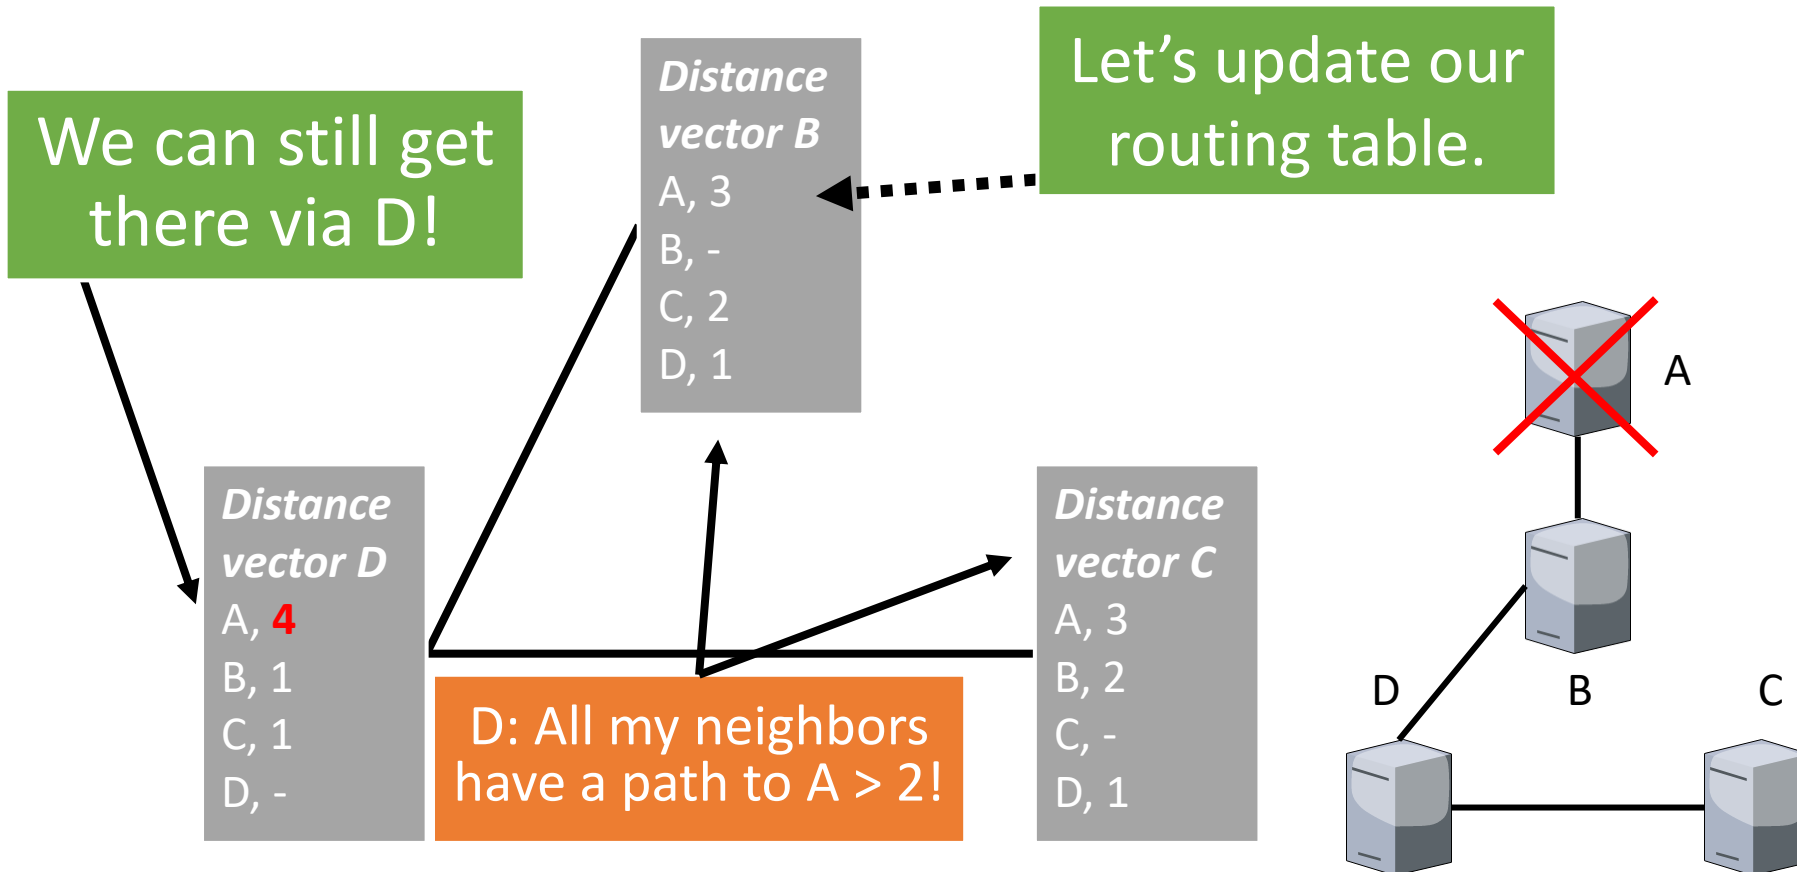 We can still get
there via D!
Distance
vector B
A, 3
B, -
C, 2
D, 1
Let’s update our
routing table.
Distance
vector D
A, 4
B, 1
C, 1
D, -
D: All my neighbors
have a path to A > 2!
Distance
vector C
A, 3
B, 2
C, -
D, 1
A
D
B
C